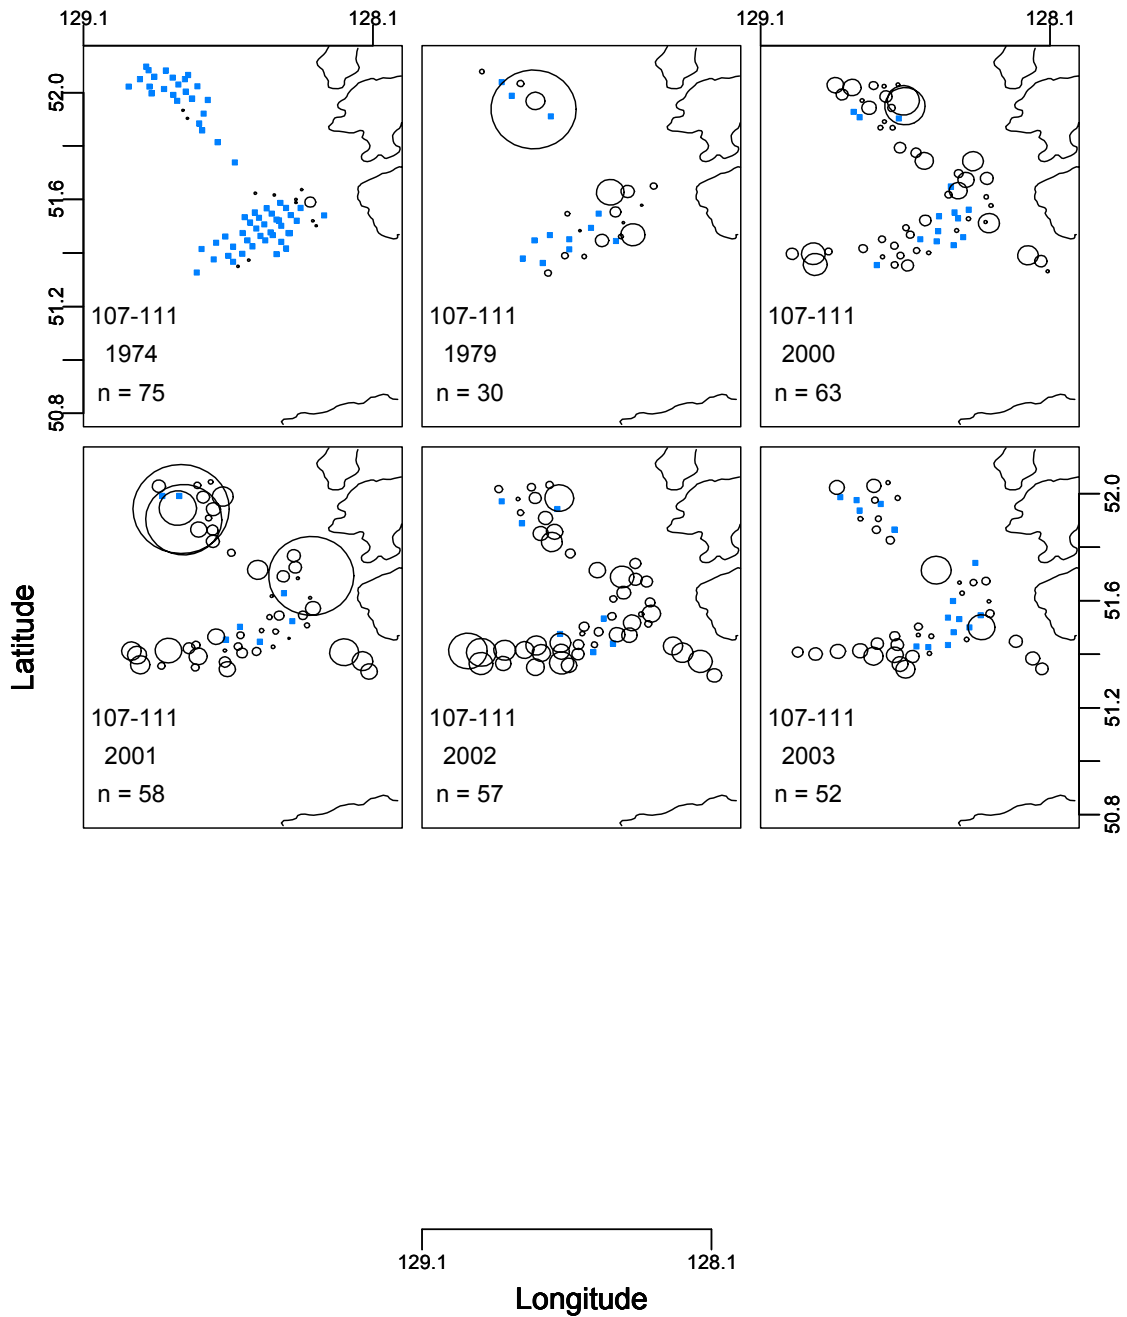 129.1 128.1 129.1 128.1
52.0
51.6
51.2
50.8
107-111
1974
n = 75
107-111
1979
n = 30
107-111
2000
n = 63
107-111
2001
n = 58
107-111
2002
n = 57
107-111
2003
n = 52
52.0
51.6
51.2
50.8
Latitude
129.1 128.1
Longitude